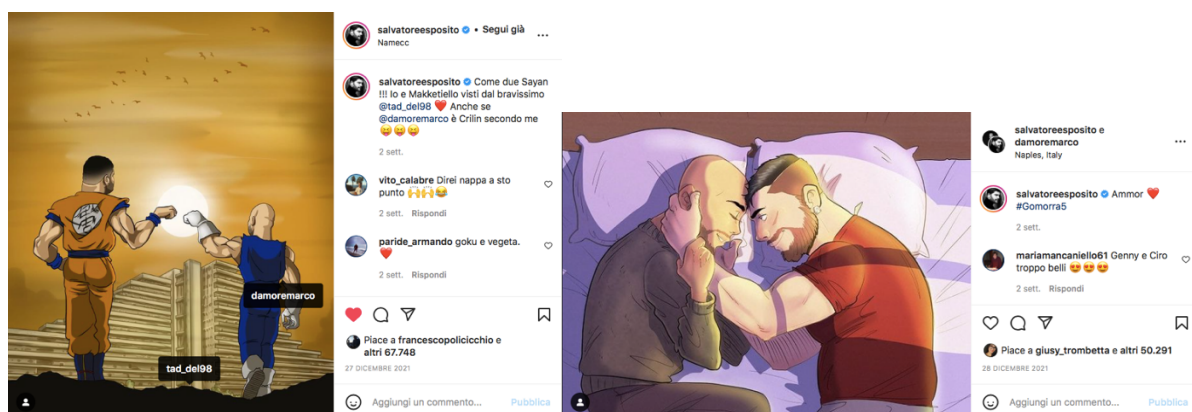 salvatoreesposito • Segui già
Namecc
salvatoreesposito Come due Sayan
!!! Io e Makketiello visti dal bravissimo
@tad_del98 ❤️ Anche se
@damoremarco è Crilin secondo me
😝😝😝
2 sett.
vito_calabre Direi nappa a sto
punto 🙌🙌😂
2 sett. Rispondi
paride_armando goku e vegeta.
❤️
2 sett. Rispondi
Piace a francescopolicicchio e
altri 67.748
27 DICEMBRE 2021
Aggiungi un commento... Pubblica
damoremarco
tad_del98
salvatoreesposito e
damoremarco
Naples, Italy
salvatoreesposito Ammor ❤️
#Gomorra5
2 sett.
mariamancaniello61 Genny e Ciro
troppo belli 😍😍😍
2 sett. Rispondi
Piace a giusy_trombetta e altri 50.291
28 DICEMBRE 2021
Aggiungi un commento... Pubblica